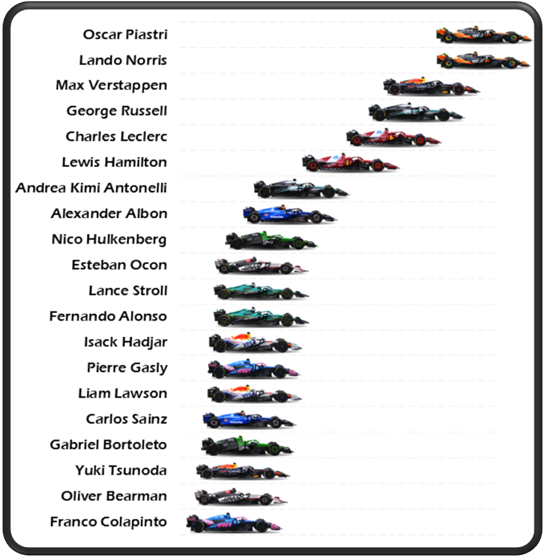 Oscar Piastri
Lando Norris
Max Verstappen
George Russell
Charles Leclerc
Lewis Hamilton
Andrea Kimi Antonelli
Alexander Albon
Nico Hulkenberg
Esteban Ocon
Lance Stroll
Fernando Alonso
Isack Hadjar
Pierre Gasly
Liam Lawson
Carlos Sainz
Gabriel Bortoleto
Yuki Tsunoda
Oliver Bearman
Franco Colapinto